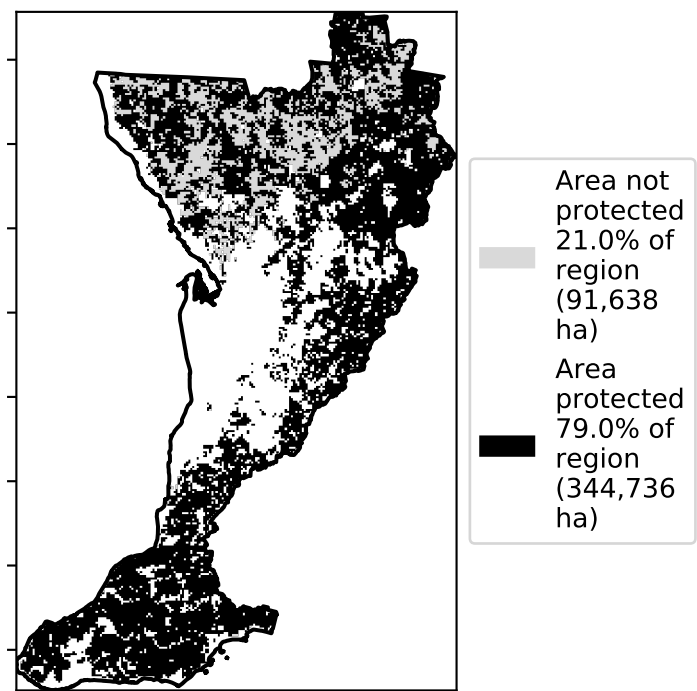 Area not
protected
21.0% of
region
(91,638
ha)
Area
protected
79.0% of
region
(344,736
ha)